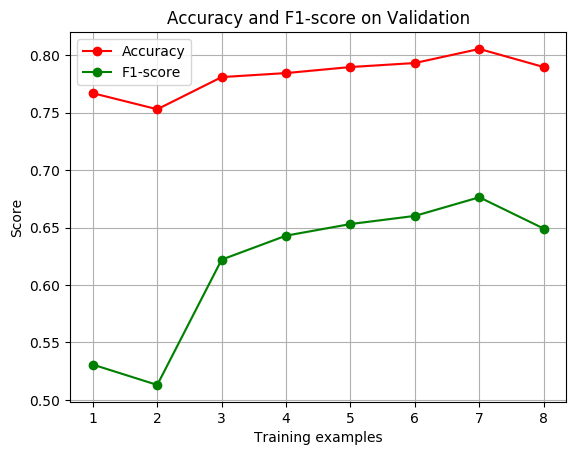 Accuracy and F1-score on Validation
Accuracy
F1-score
0.80
0.75
0.70
0.65
0.60
0.55
0.50
Score
1 2 3 4 5 6 7 8
Training examples